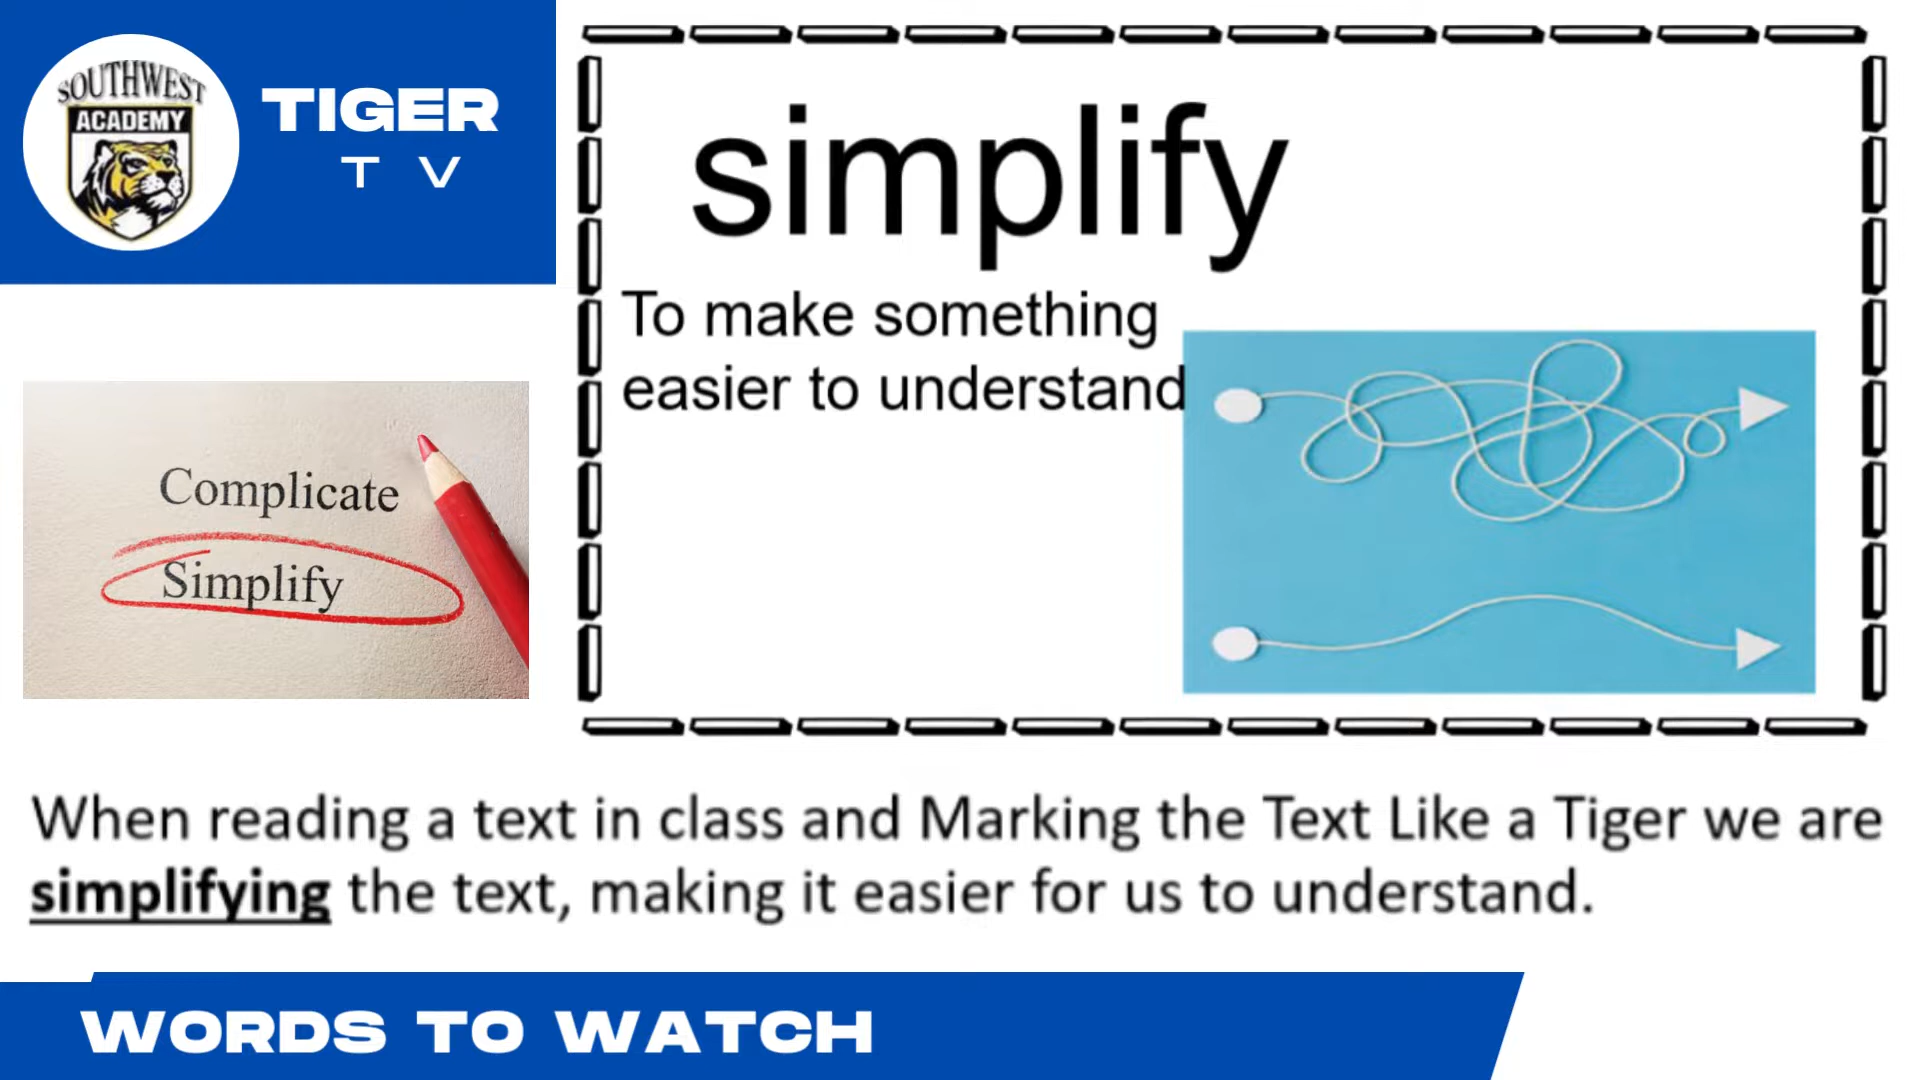 SOUTHWEST
ACADEMY
TIGER
TV
simplify
To make something
easier to understand
Complicate
Simplify
When reading a text in class and Marking the Text Like a Tiger we are
simplifying the text, making it easier for us to understand.
WORDS TO WATCH